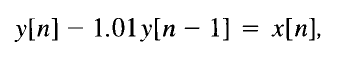 y[n] − 1.01y[n − 1] = x[n],